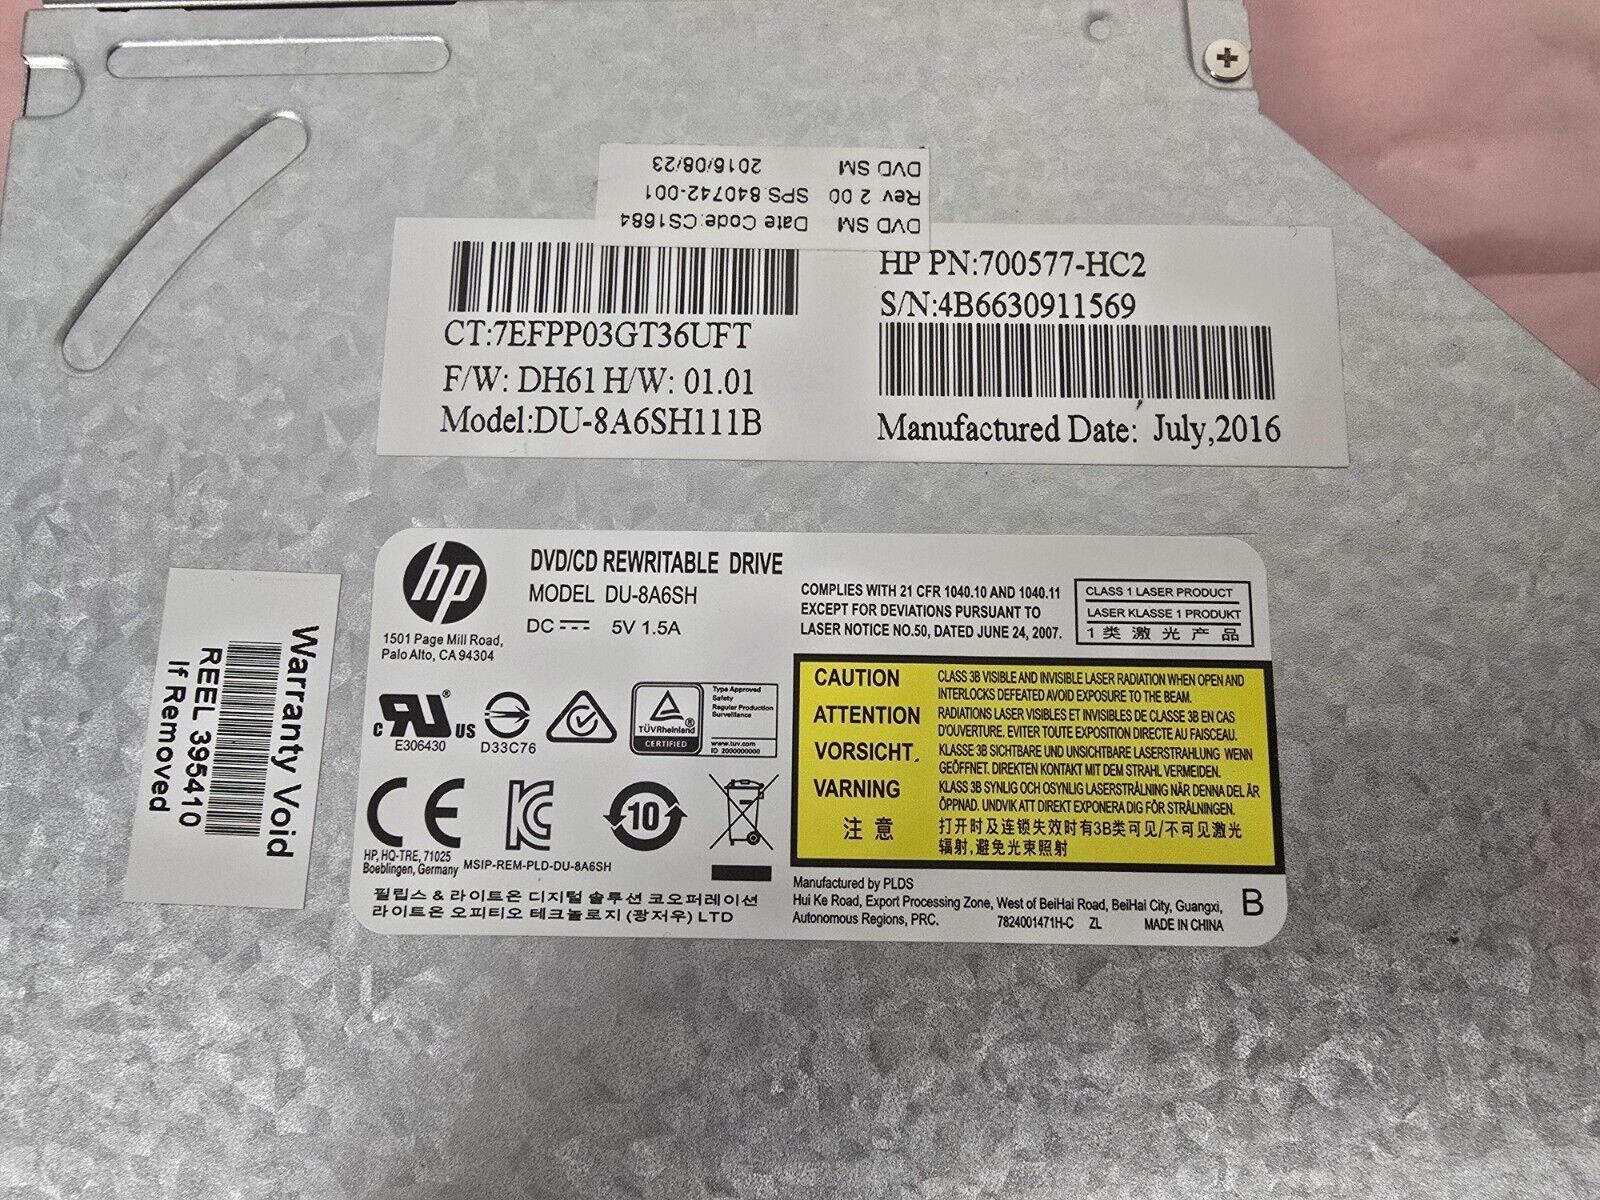 DVD SM Date Code:CS1684
Rev 2.00 SPS:840742-001
DVD SM 2016/08/23
CT:7EFPP03GT36UFT
F/W: DH61 H/W: 01.01
Model:DU-8A6SH111B
HP PN:700577-HC2
S/N:4B6630911569
Manufactured Date: July,2016
Warranty Void
REEL 395410
If Removed
hp
1501 Page Mill Road,
Palo Alto, CA 94304
DVD/CD REWRITABLE DRIVE
MODEL DU-8A6SH
DC 5V 1.5A
COMPLIES WITH 21 CFR 1040.10 AND 1040.11
EXCEPT FOR DEVIATIONS PURSUANT TO
LASER NOTICE NO.50, DATED JUNE 24, 2007.
CLASS 1 LASER PRODUCT
LASER KLASSE 1 PRODUKT
1 类 激 光 产 品
c RU ® US
E306430
D33C76
TÜVRheinland ®
CERTIFIED
Type Approved
Safety
Regular Production
Surveillance
www.tuv.com
ID 2000000000
CE
HP, HQ-TRE, 71025
Boeblingen, Germany
KC
MSIP-REM-PLD-DU-8A6SH
10
필립스 & 라이트온 디지털 솔루션 코오퍼레이션
라이트온 오피티오 테크놀로지 (광저우) LTD
CAUTION CLASS 3B VISIBLE AND INVISIBLE LASER RADIATION WHEN OPEN AND
INTERLOCKS DEFEATED AVOID EXPOSURE TO THE BEAM.
ATTENTION RADIATIONS LASER VISIBLES ET INVISIBLES DE CLASSE 3B EN CAS
D'OUVERTURE. EVITER TOUTE EXPOSITION DIRECTE AU FAISCEAU.
VORSICHT. KLASSE 3B SICHTBARE UND UNSICHTBARE LASERSTRAHLUNG WENN
GEÖFFNET. DIREKTEN KONTAKT MIT DEM STRAHL VERMEIDEN.
VARNING KLASS 3B SYNLIG OCH OSYNLIG LASERSTRÅLNING NÄR DENNA DEL ÄR
ÖPPNAD. UNDVIK ATT DIREKT EXPONERA DIG FÖR STRÅLNINGEN.
注 意 打开时及连锁失效时有3B类可见/不可见激光
辐射,避免光束照射
Manufactured by PLDS
Hui Ke Road, Export Processing Zone, West of BeiHai Road, BeiHai City, Guangxi,
Autonomous Regions, PRC. 7824001471H-C ZL MADE IN CHINA
B